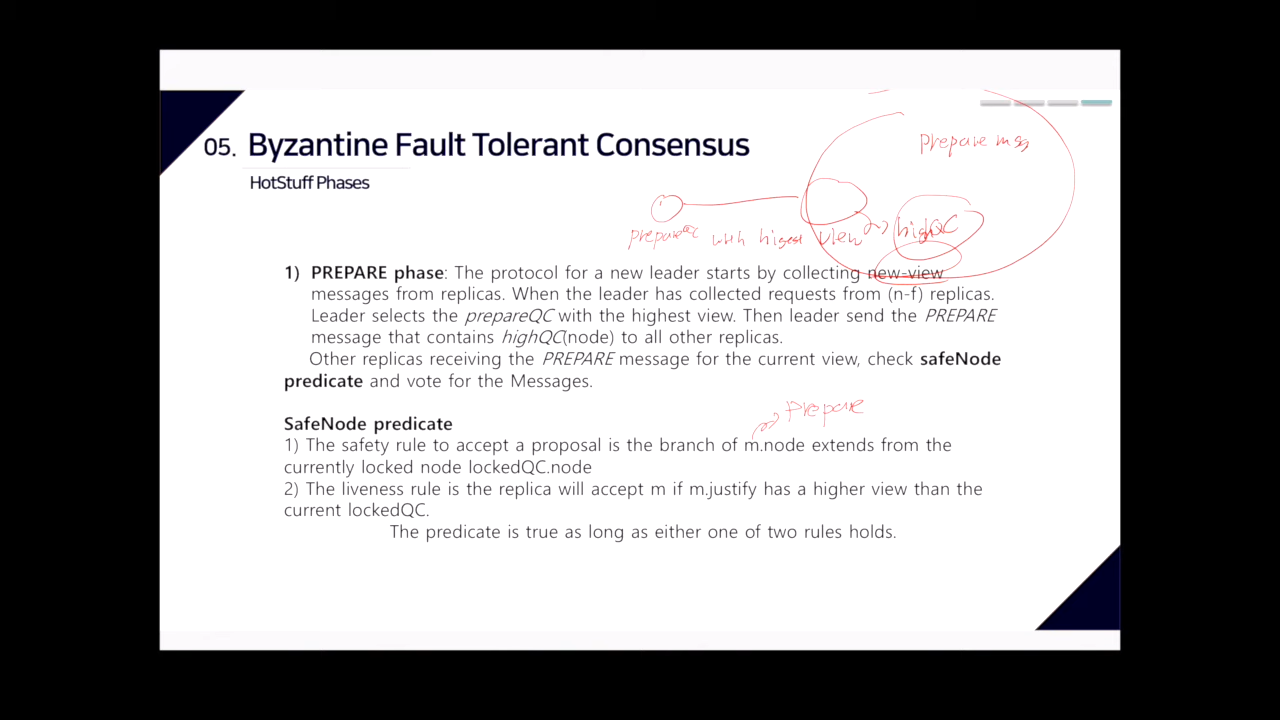 05. Byzantine Fault Tolerant Consensus
HotStuff Phases
Prepare msg
prepareQC with higest view highQC
1) PREPARE phase: The protocol for a new leader starts by collecting new-view
messages from replicas. When the leader has collected requests from (n-f) replicas.
Leader selects the prepareQC with the highest view. Then leader send the PREPARE
message that contains highQC(node) to all other replicas.
Other replicas receiving the PREPARE message for the current view, check safeNode
predicate and vote for the Messages.
Prepare
SafeNode predicate
1) The safety rule to accept a proposal is the branch of m.node extends from the
currently locked node lockedQC.node
2) The liveness rule is the replica will accept m if m.justify has a higher view than the
current lockedQC.
The predicate is true as long as either one of two rules holds.